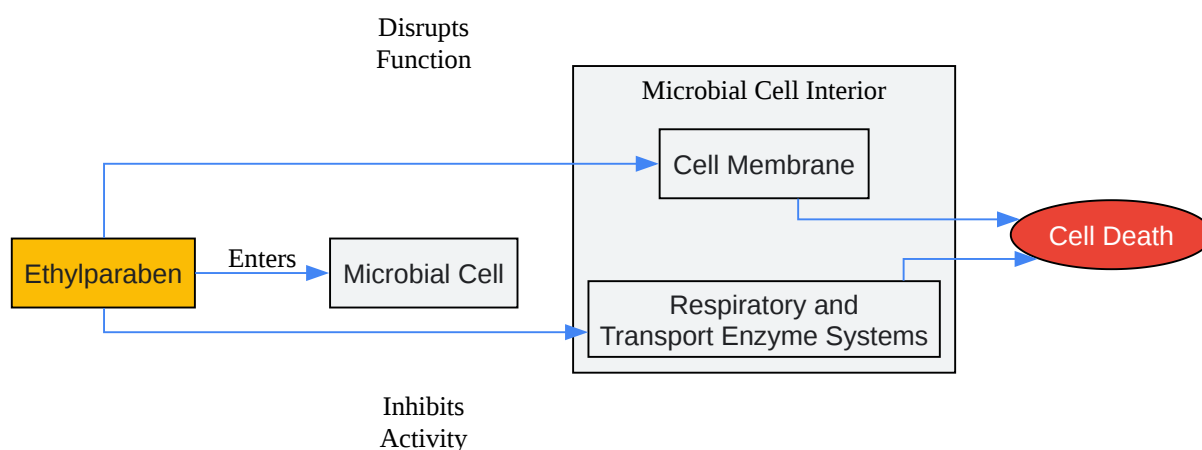 Disrupts
Function
Microbial Cell Interior
Cell Membrane
Cell Death
Ethylparaben
Enters
Microbial Cell
Respiratory and
Transport Enzyme Systems
Inhibits
Activity